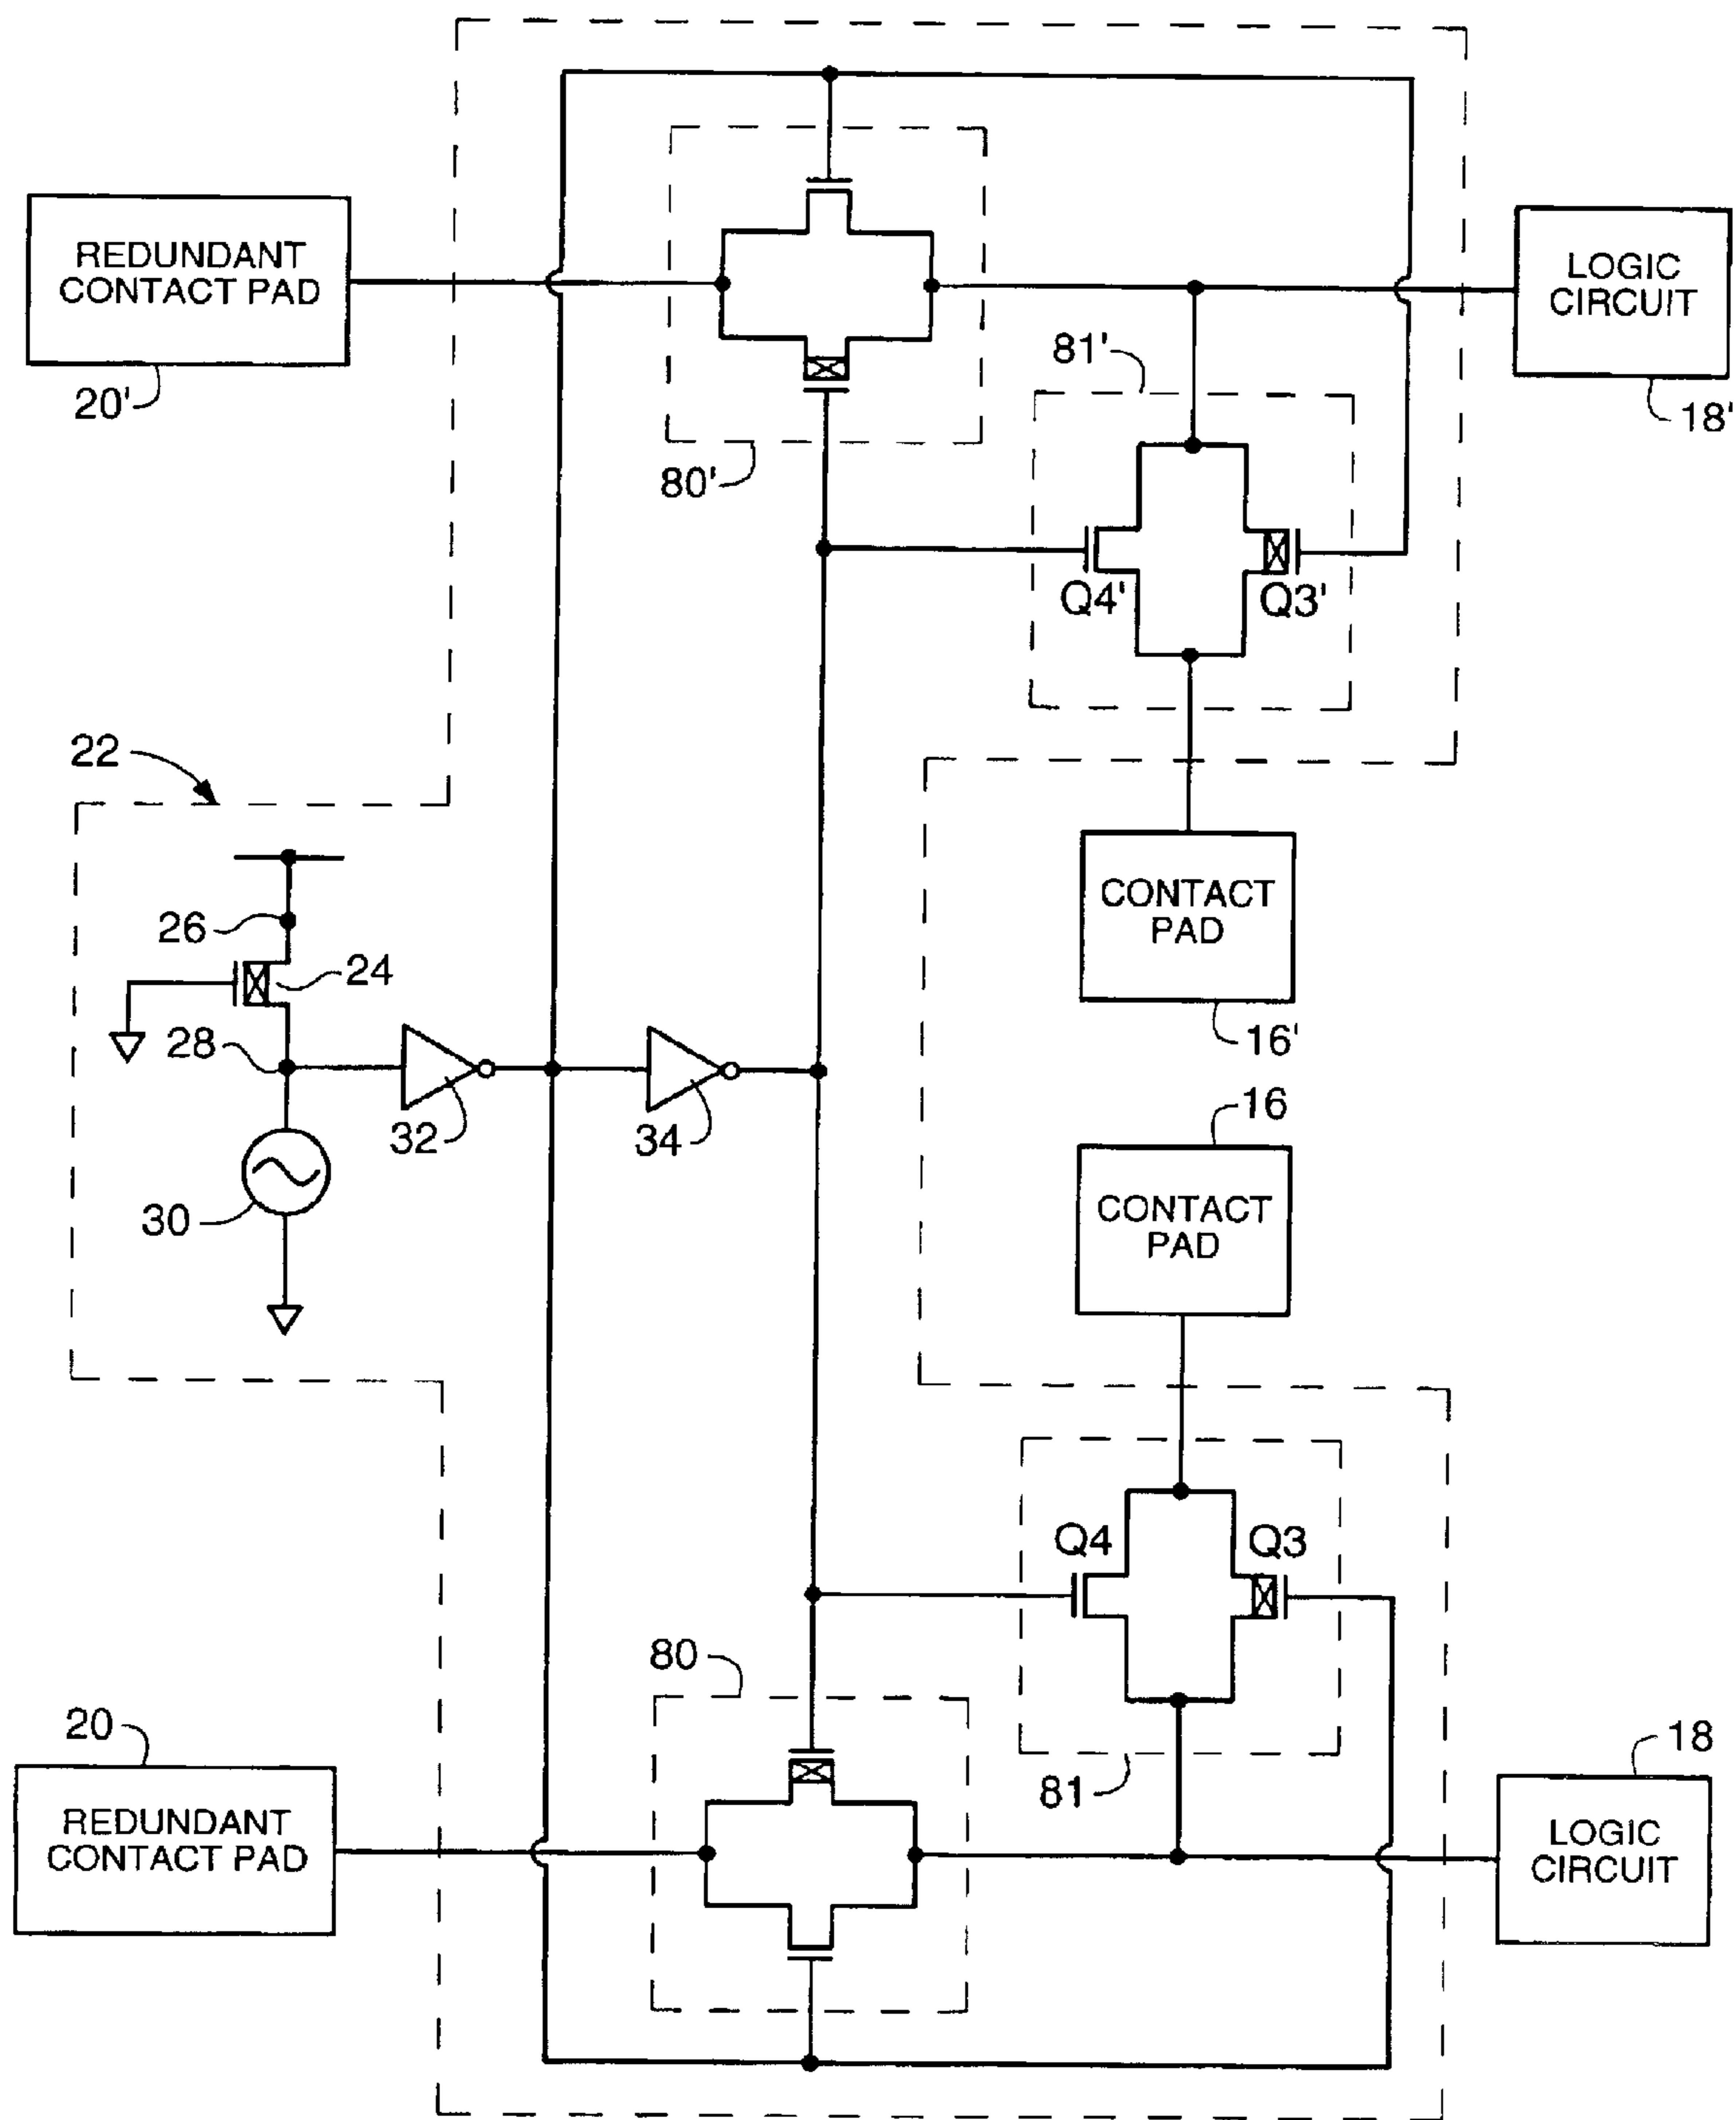 REDUNDANT
CONTACT PAD
20'
80'
81'
LOGIC
CIRCUIT
18'
Q4'
Q3'
22
26
24
28
32
34
30
CONTACT
PAD
16'
16
CONTACT
PAD
Q4
Q3
80
81
20
REDUNDANT
CONTACT PAD
18
LOGIC
CIRCUIT